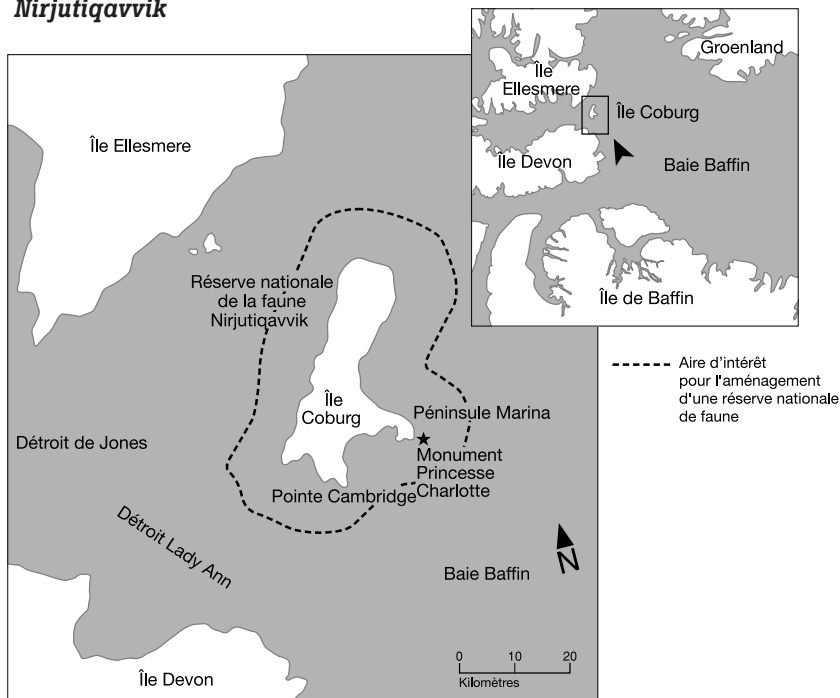 Nirjutiqavvik
Groenland
Île
Ellesmere
Île Coburg
Île Devon
Baie Baffin
Île de Baffin
Île Ellesmere
Réserve nationale
de la faune
Nirjutiqavvik
Île
Coburg
Péninsule Marina
Monument
Princesse
Charlotte
Pointe Cambridge
Détroit de Jones
Détroit Lady Ann
Baie Baffin
N
Île Devon
0 10 20
Kilomètres
Aire d'intérêt
pour l'aménagement
d'une réserve nationale
de faune